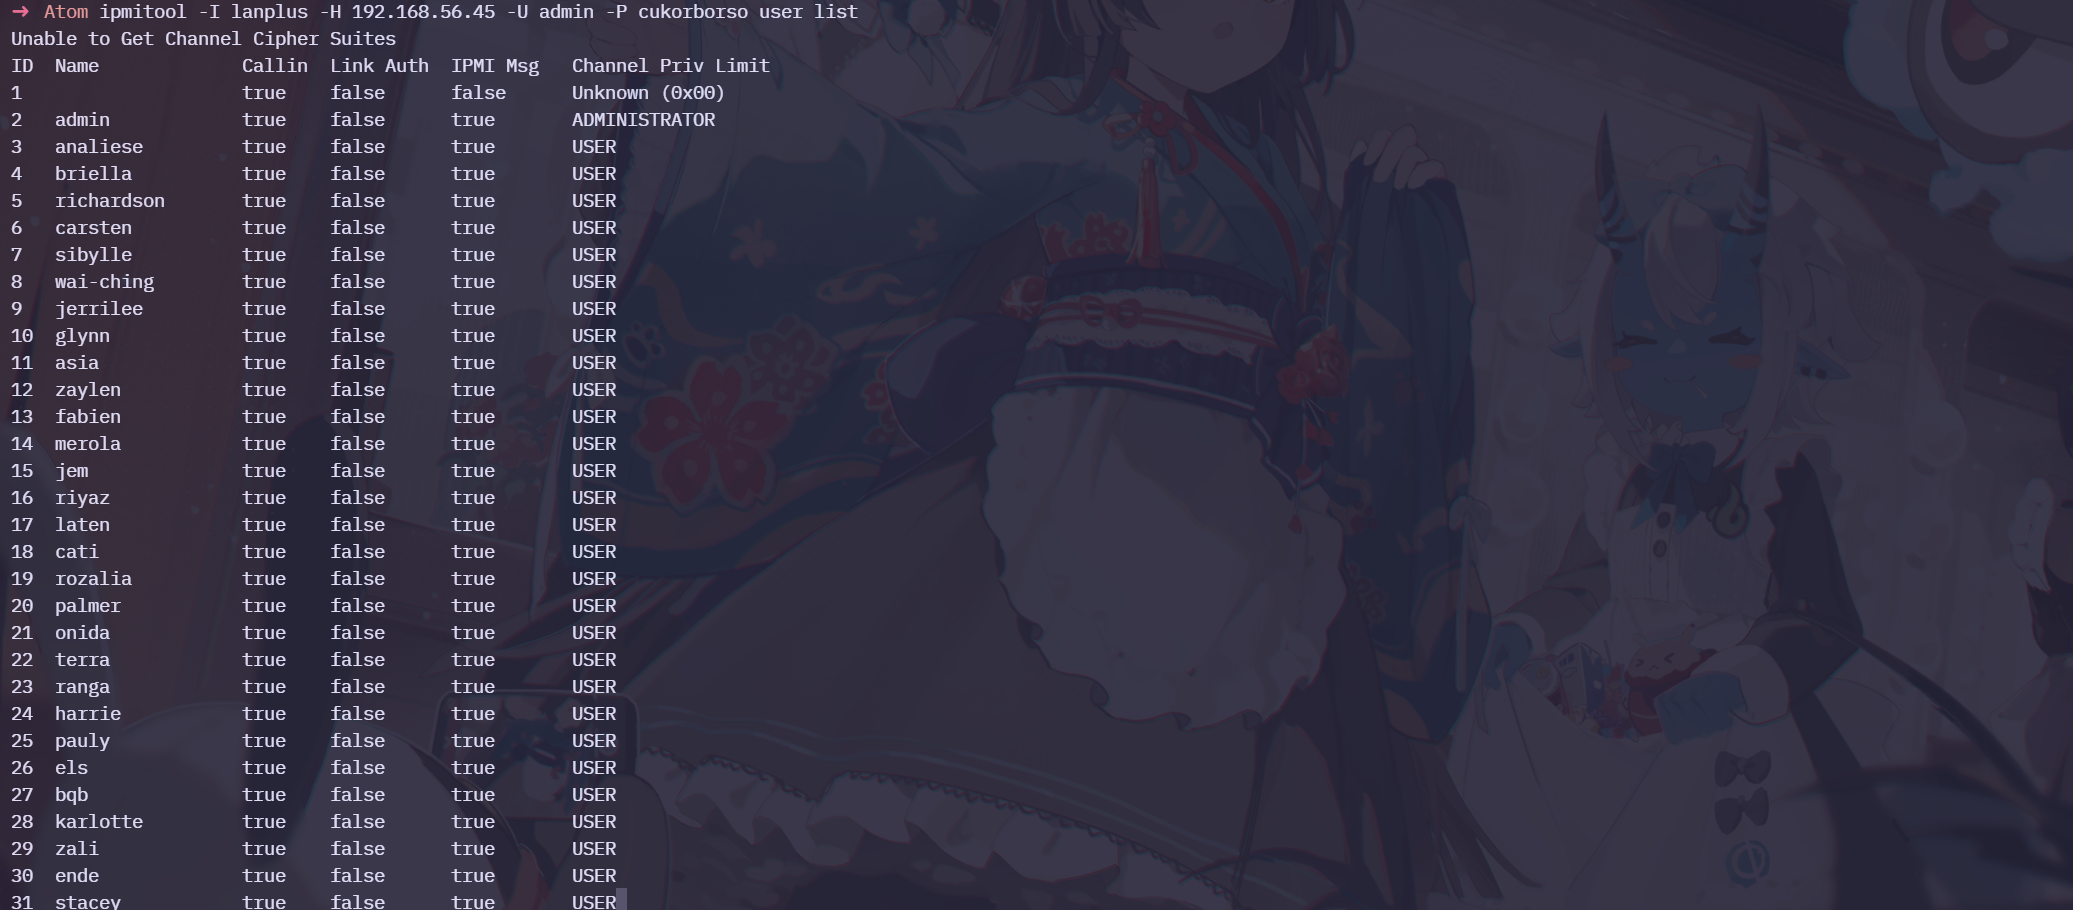 → Atom ipmitool -I lanplus -H 192.168.56.45 -U admin -P cukorborso user list
Unable to Get Channel Cipher Suites
ID  Name             Callin  Link Auth  IPMI Msg   Channel Priv Limit
1                    true    false      false      Unknown (0x00)
2   admin            true    false      true       ADMINISTRATOR
3   analiese         true    false      true       USER
4   briella          true    false      true       USER
5   richardson       true    false      true       USER
6   carsten          true    false      true       USER
7   sibylle          true    false      true       USER
8   wai-ching        true    false      true       USER
9   jerrilee         true    false      true       USER
10  glynn            true    false      true       USER
11  asia             true    false      true       USER
12  zaylen           true    false      true       USER
13  fabien           true    false      true       USER
14  merola           true    false      true       USER
15  jem              true    false      true       USER
16  riyaz            true    false      true       USER
17  laten            true    false      true       USER
18  cati             true    false      true       USER
19  rozalia          true    false      true       USER
20  palmer           true    false      true       USER
21  onida            true    false      true       USER
22  terra            true    false      true       USER
23  ranga            true    false      true       USER
24  harrie           true    false      true       USER
25  pauly            true    false      true       USER
26  els              true    false      true       USER
27  bqb              true    false      true       USER
28  karlotte         true    false      true       USER
29  zali             true    false      true       USER
30  ende             true    false      true       USER
31  stacey           true    false      true       USER